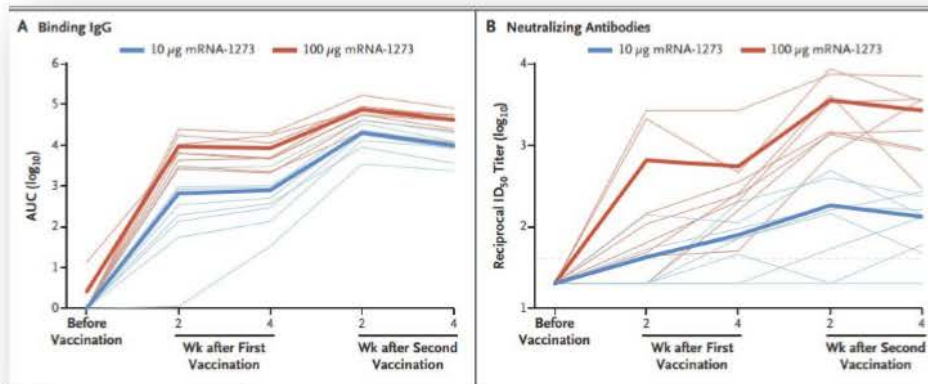 A Binding IgG
10 µg mRNA-1273 100 µg mRNA-1273
AUC (log10)
6
5
4
3
2
1
0
Before
Vaccination
2 4
Wk after First
Vaccination
2 4
Wk after Second
Vaccination
B Neutralizing Antibodies
10 µg mRNA-1273 100 µg mRNA-1273
Reciprocal ID50 Titer (log10)
4
3
2
1
Before
Vaccination
2 4
Wk after First
Vaccination
2 4
Wk after Second
Vaccination